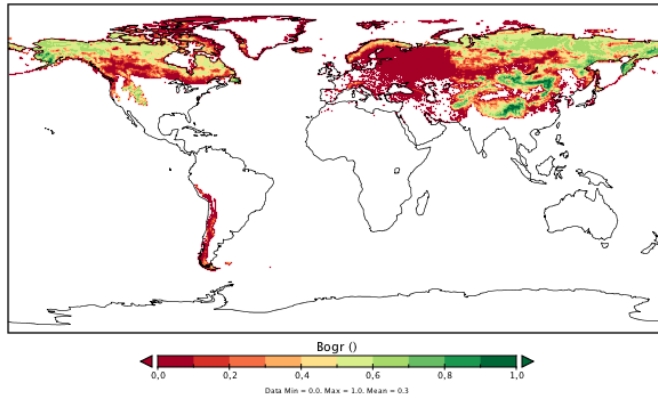 Bogr ()
0,0 0,2 0,4 0,6 0,8 1,0
Data Min = 0.0, Max = 1.0, Mean = 0.3